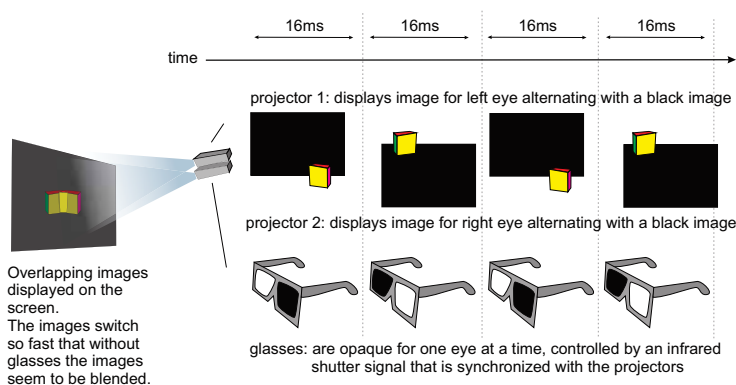 16ms 16ms 16ms 16ms
time
projector 1: displays image for left eye alternating with a black image
projector 2: displays image for right eye alternating with a black image
Overlapping images
displayed on the
screen.
The images switch
so fast that without
glasses the images
seem to be blended.
glasses: are opaque for one eye at a time, controlled by an infrared
shutter signal that is synchronized with the projectors